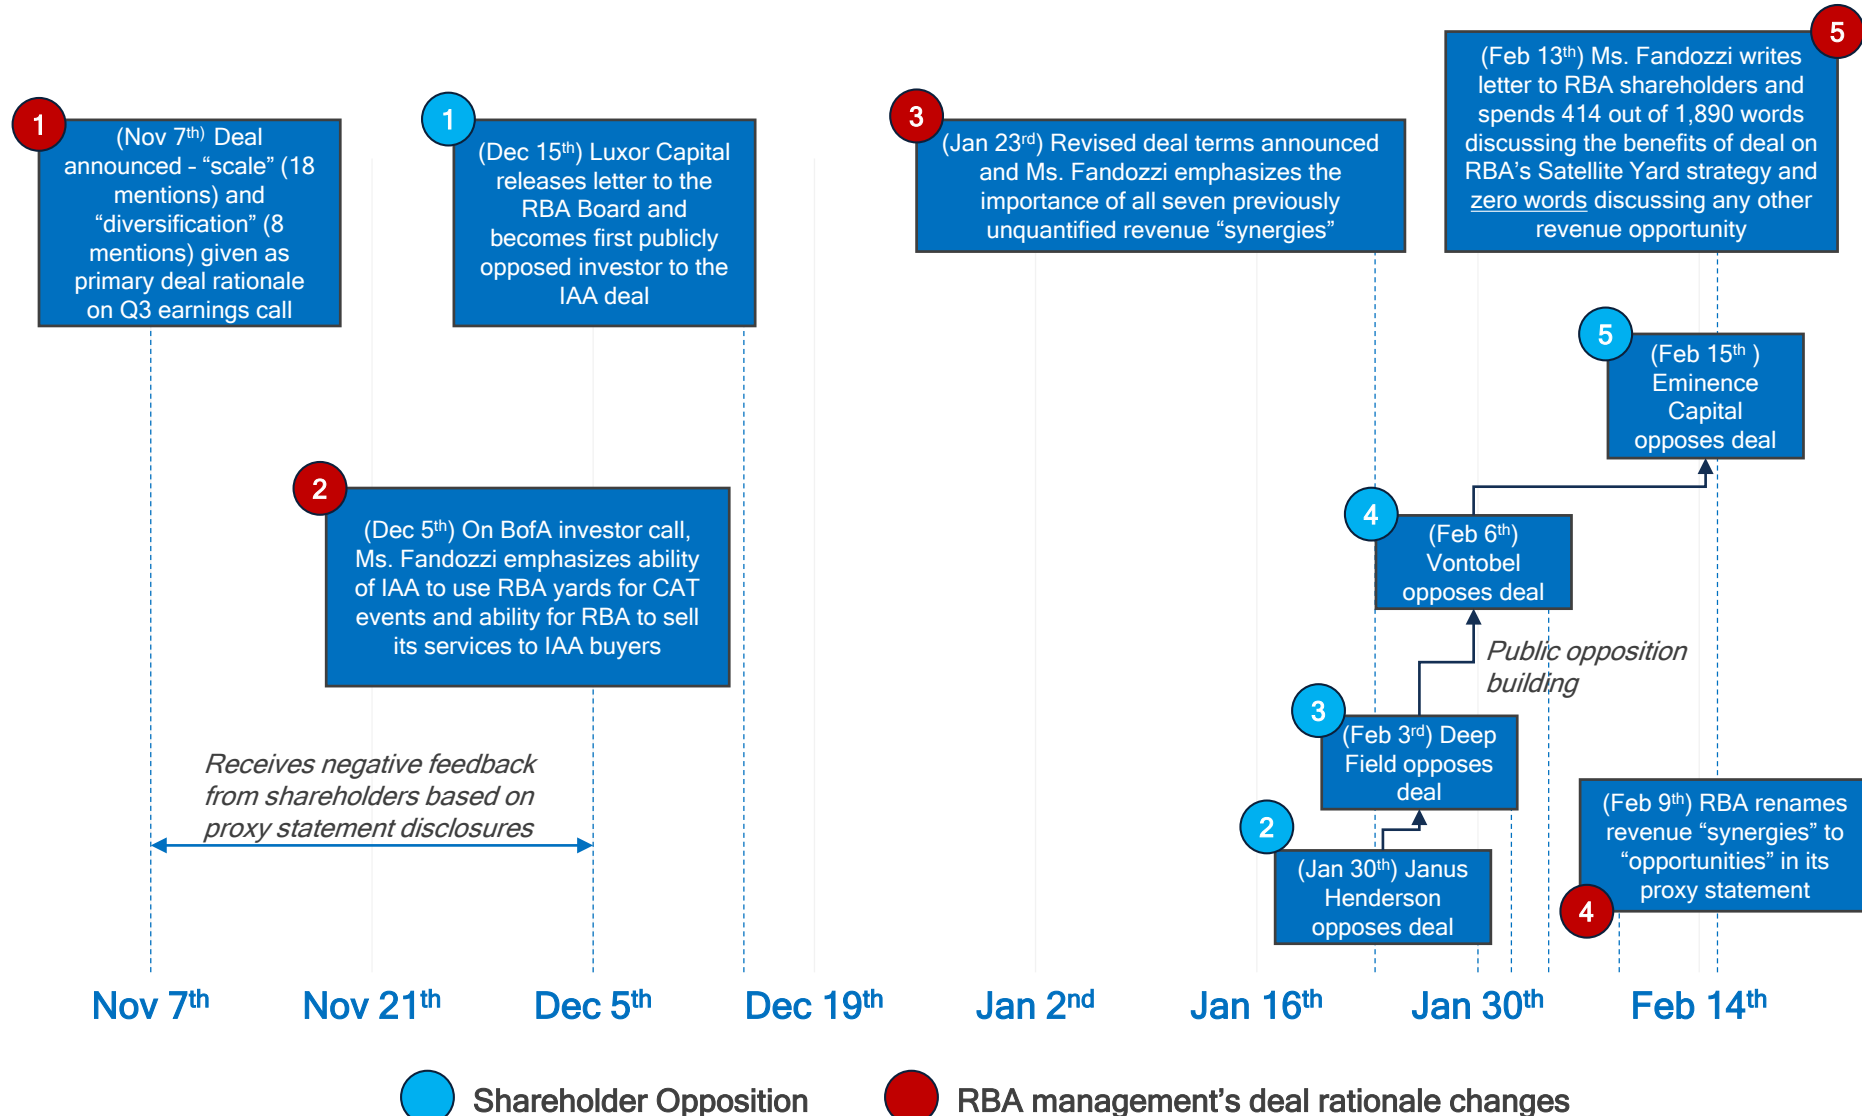 1
(Nov 7th) Deal
announced - “scale” (18
mentions) and
“diversification” (8
mentions) given as
primary deal rationale
on Q3 earnings call
1
(Dec 15th) Luxor Capital
releases letter to the
RBA Board and
becomes first publicly
opposed investor to the
IAA deal
3
(Jan 23rd) Revised deal terms announced
and Ms. Fandozzi emphasizes the
importance of all seven previously
unquantified revenue “synergies”
5
(Feb 13th) Ms. Fandozzi writes
letter to RBA shareholders and
spends 414 out of 1,890 words
discussing the benefits of deal on
RBA’s Satellite Yard strategy and
zero words discussing any other
revenue opportunity
5
(Feb 15th )
Eminence
Capital
opposes deal
2
(Dec 5th) On BofA investor call,
Ms. Fandozzi emphasizes ability
of IAA to use RBA yards for CAT
events and ability for RBA to sell
its services to IAA buyers
4
(Feb 6th)
Vontobel
opposes deal
Public opposition
building
3
(Feb 3rd) Deep
Field opposes
deal
Receives negative feedback
from shareholders based on
proxy statement disclosures
2
(Jan 30th) Janus
Henderson
opposes deal
(Feb 9th) RBA renames
revenue “synergies” to
“opportunities” in its
proxy statement
4
Nov 7th
Nov 21th
Dec 5th
Dec 19th
Jan 2nd
Jan 16th
Jan 30th
Feb 14th
Shareholder Opposition
RBA management’s deal rationale changes